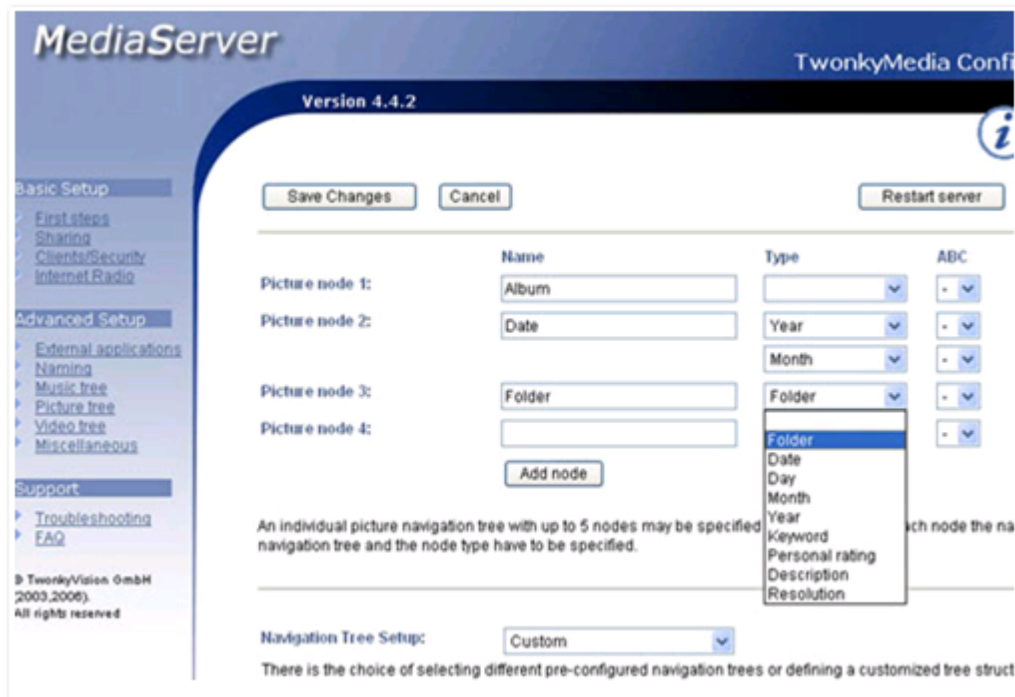 MediaServer
TwonkyMedia Confi
Version 4.4.2
i
Basic Setup
First steps
Sharing
Clients/Security
Internet Radio
Advanced Setup
External applications
Naming
Music tree
Picture tree
Video tree
Miscellaneous
Support
Troubleshooting
FAQ
© TwonkyVision GmbH
(2003,2006).
All rights reserved
Save Changes Cancel Restart server
Name Type ABC
Picture node 1: Album -
Picture node 2: Date Year -
Month -
Picture node 3: Folder Folder -
Picture node 4: -
Folder
Date
Day
Month
Year
Keyword
Personal rating
Description
Resolution
Add node
An individual picture navigation tree with up to 5 nodes may be specified ch node the na
navigation tree and the node type have to be specified.
Navigation Tree Setup: Custom
There is the choice of selecting different pre-configured navigation trees or defining a customized tree struct